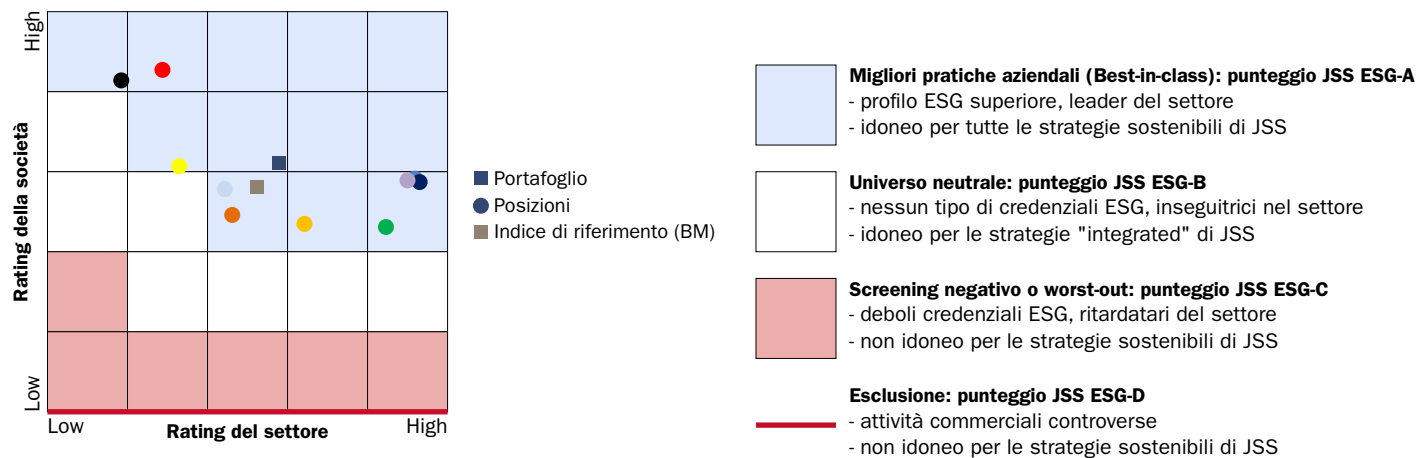 High
Rating della società
Low
Low
Rating del settore
High
Portafoglio
Posizioni
Indice di riferimento (BM)
Migliori pratiche aziendali (Best-in-class): punteggio JSS ESG-A
- profilo ESG superiore, leader del settore
- idoneo per tutte le strategie sostenibili di JSS
Universo neutrale: punteggio JSS ESG-B
- nessun tipo di credenziali ESG, inseguitrici nel settore
- idoneo per le strategie "integrated" di JSS
Screening negativo o worst-out: punteggio JSS ESG-C
- deboli credenziali ESG, ritardatari del settore
- non idoneo per le strategie sostenibili di JSS
Esclusione: punteggio JSS ESG-D
- attività commerciali controverse
- non idoneo per le strategie sostenibili di JSS